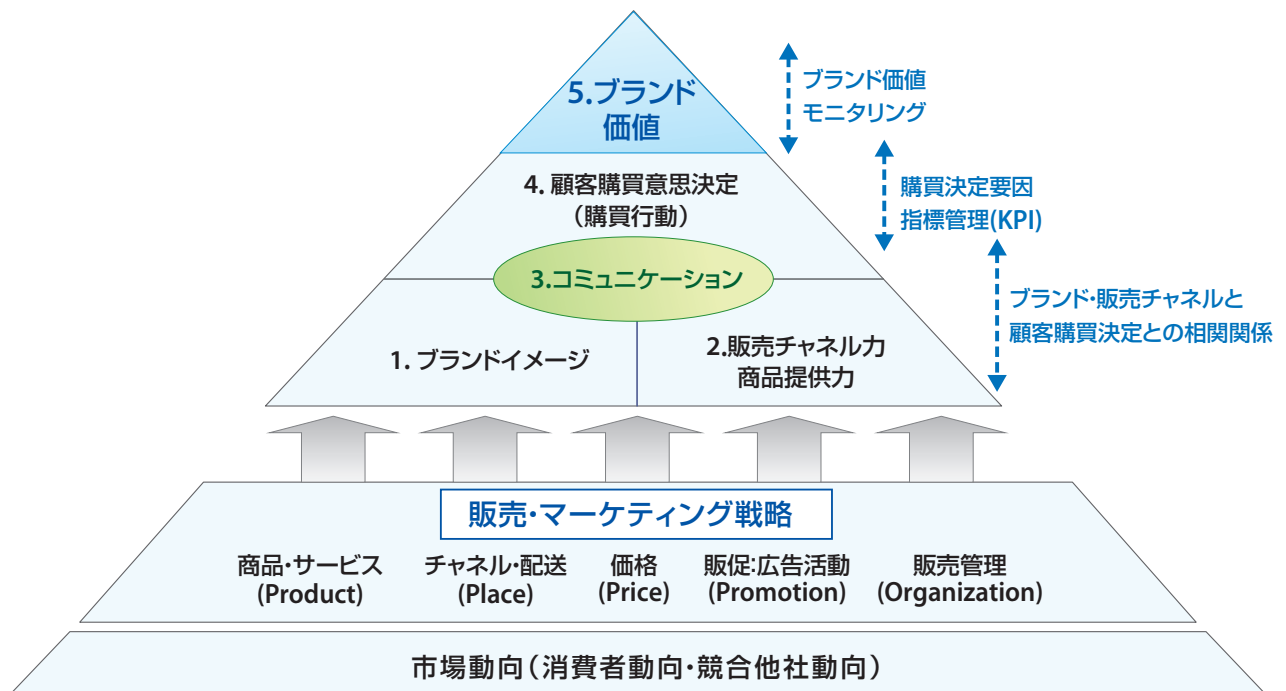 5.ブランド
価値
ブランド価値
モニタリング
4. 顧客購買意思決定
（購買行動）
購買決定要因
指標管理(KPI)
3.コミュニケーション
ブランド・販売チャネルと
顧客購買決定との相関関係
1. ブランドイメージ
2.販売チャネル力
商品提供力
販売・マーケティング戦略
商品・サービス
(Product)
チャネル・配送
(Place)
価格
(Price)
販促:広告活動
(Promotion)
販売管理
(Organization)
市場動向（消費者動向・競合他社動向）